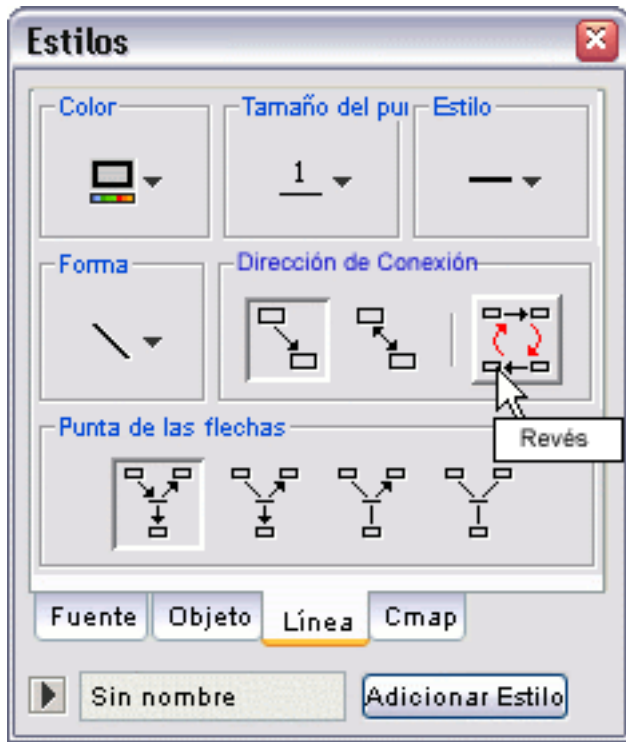 Estilos
Color
Tamaño del pu
Estilo
1
Forma
Dirección de Conexión
Revés
Punta de las flechas
Fuente
Objeto
Línea
Cmap
Sin nombre
Adicionar Estilo